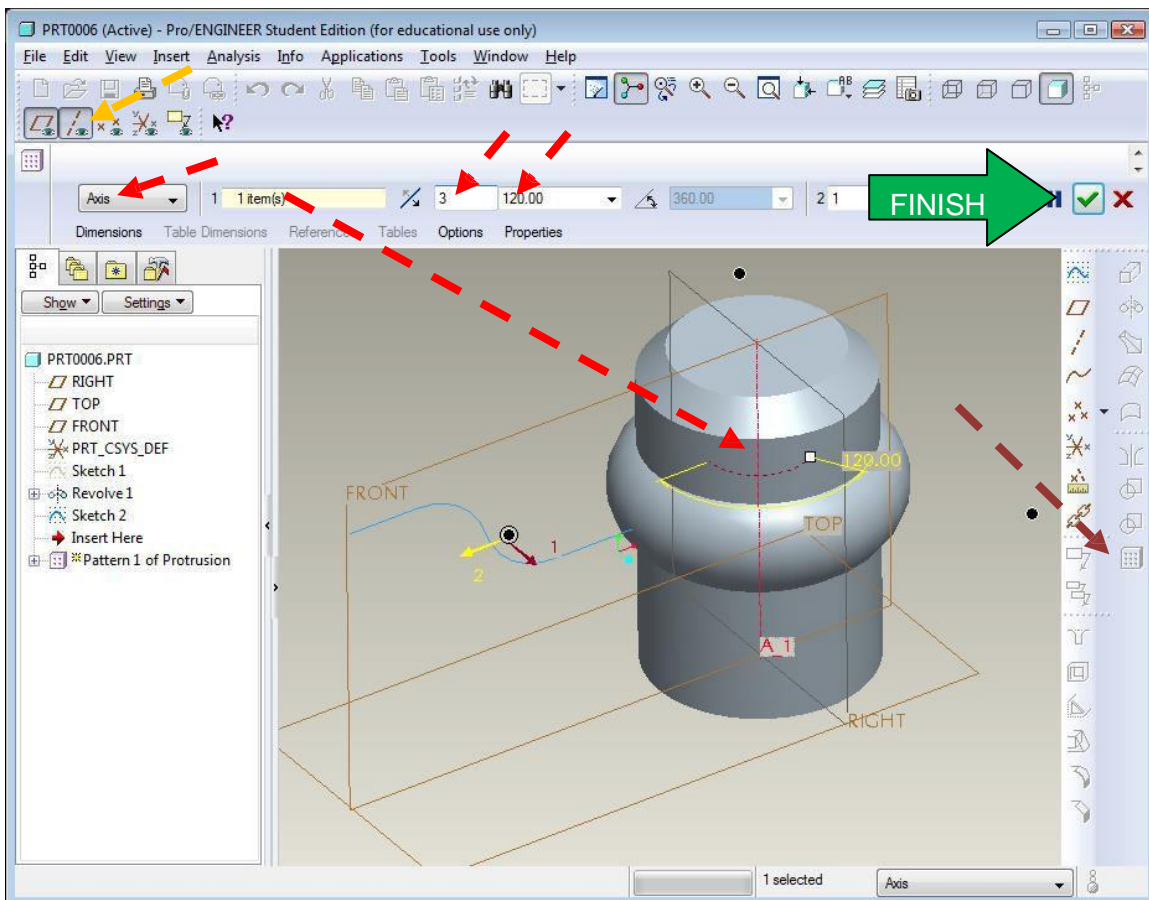 PRT0006 (Active) - Pro/ENGINEER Student Edition (for educational use only)
File Edit View Insert Analysis Info Applications Tools Window Help
Axis 1 1 item(s) 3 120.00 360.00 2 1 FINISH
Dimensions Table Dimensions References Tables Options Properties
Show Settings
PRT0006.PRT
RIGHT
TOP
FRONT
PRT_CSYS_DEF
Sketch 1
Revolve 1
Sketch 2
Insert Here
Pattern 1 of Protrusion
120.00
FRONT
TOP
1
2
A_1
RIGHT
1 selected Axis